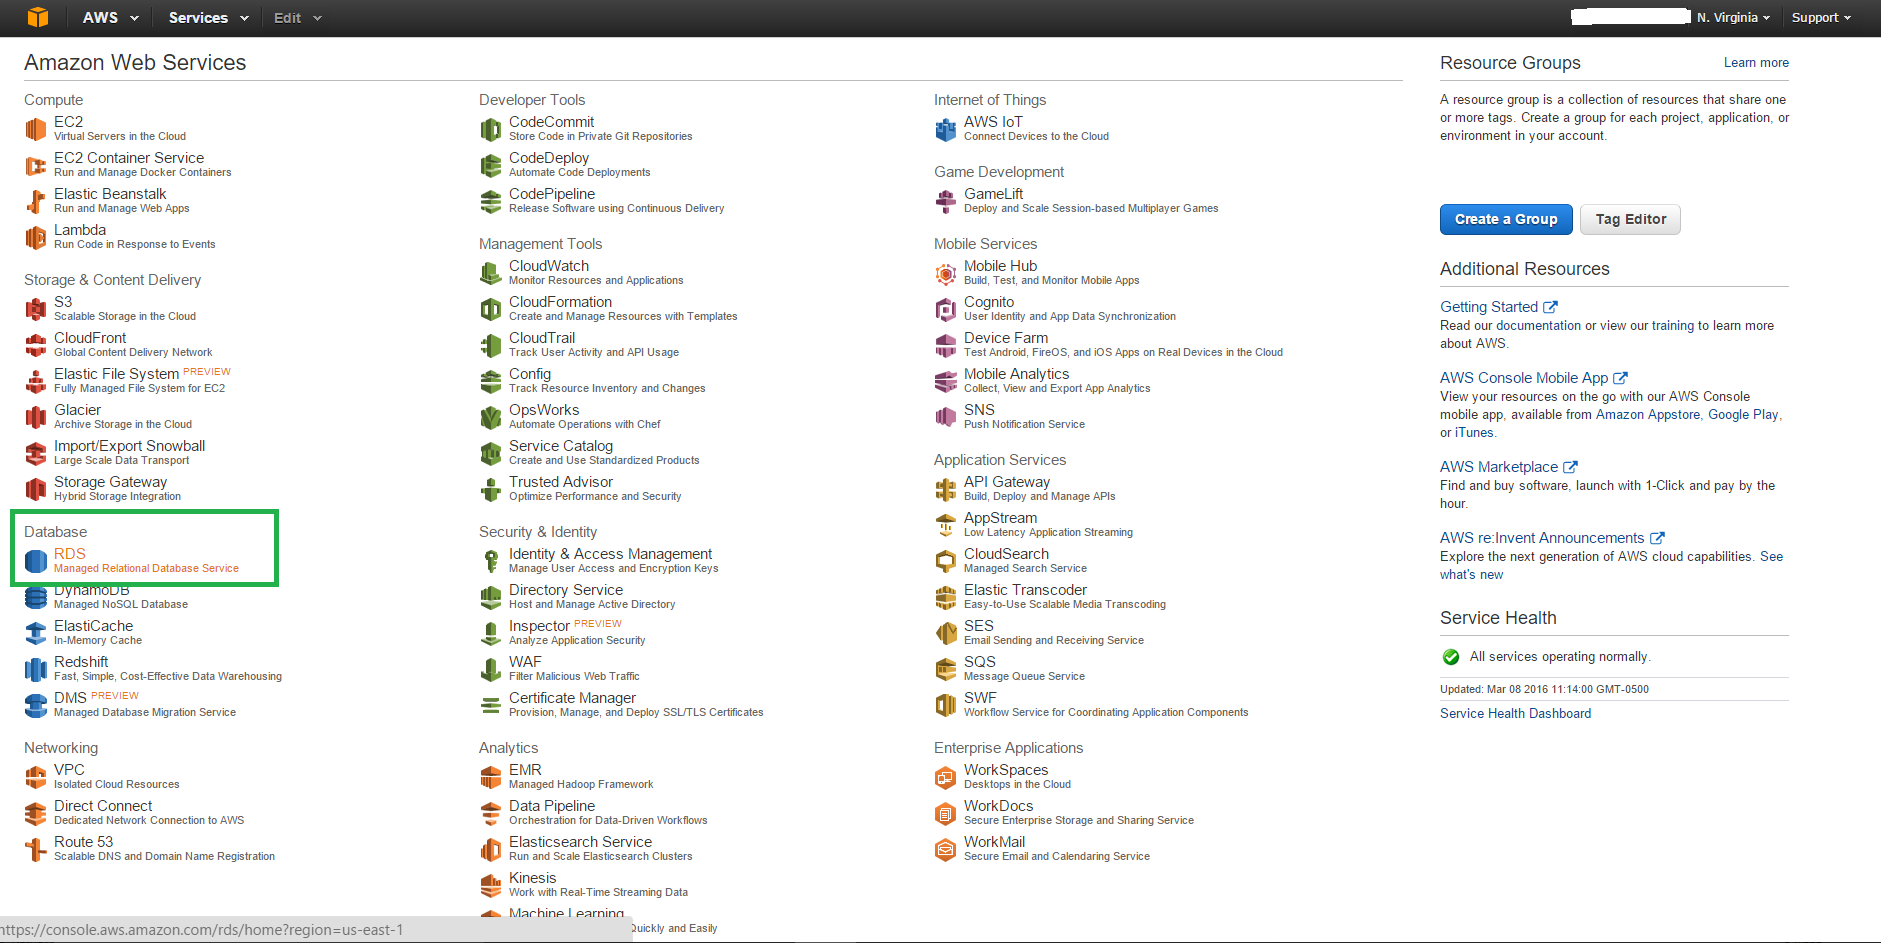 AWS
Services
Edit
N. Virginia
Support
Amazon Web Services
Compute
EC2
Virtual Servers in the Cloud
EC2 Container Service
Run and Manage Docker Containers
Elastic Beanstalk
Run and Manage Web Apps
Lambda
Run Code in Response to Events
Storage & Content Delivery
S3
Scalable Storage in the Cloud
CloudFront
Global Content Delivery Network
Elastic File System PREVIEW
Fully Managed File System for EC2
Glacier
Archive Storage in the Cloud
Import/Export Snowball
Large Scale Data Transport
Storage Gateway
Hybrid Storage Integration
Database
RDS
Managed Relational Database Service
DynamoDB
Managed NoSQL Database
ElastiCache
In-Memory Cache
Redshift
Fast, Simple, Cost-Effective Data Warehousing
DMS PREVIEW
Managed Database Migration Service
Networking
VPC
Isolated Cloud Resources
Direct Connect
Dedicated Network Connection to AWS
Route 53
Scalable DNS and Domain Name Registration
Developer Tools
CodeCommit
Store Code in Private Git Repositories
CodeDeploy
Automate Code Deployments
CodePipeline
Release Software using Continuous Delivery
Management Tools
CloudWatch
Monitor Resources and Applications
CloudFormation
Create and Manage Resources with Templates
CloudTrail
Track User Activity and API Usage
Config
Track Resource Inventory and Changes
OpsWorks
Automate Operations with Chef
Service Catalog
Create and Use Standardized Products
Trusted Advisor
Optimize Performance and Security
Security & Identity
Identity & Access Management
Manage User Access and Encryption Keys
Directory Service
Host and Manage Active Directory
Inspector PREVIEW
Analyze Application Security
WAF
Filter Malicious Web Traffic
Certificate Manager
Provision, Manage, and Deploy SSL/TLS Certificates
Analytics
EMR
Managed Hadoop Framework
Data Pipeline
Orchestration for Data-Driven Workflows
Elasticsearch Service
Run and Scale Elasticsearch Clusters
Kinesis
Work with Real-Time Streaming Data
Machine Learning
Quickly and Easily
Internet of Things
AWS IoT
Connect Devices to the Cloud
Game Development
GameLift
Deploy and Scale Session-based Multiplayer Games
Mobile Services
Mobile Hub
Build, Test, and Monitor Mobile Apps
Cognito
User Identity and App Data Synchronization
Device Farm
Test Android, FireOS, and iOS Apps on Real Devices in the Cloud
Mobile Analytics
Collect, View and Export App Analytics
SNS
Push Notification Service
Application Services
API Gateway
Build, Deploy and Manage APIs
AppStream
Low Latency Application Streaming
CloudSearch
Managed Search Service
Elastic Transcoder
Easy-to-Use Scalable Media Transcoding
SES
Email Sending and Receiving Service
SQS
Message Queue Service
SWF
Workflow Service for Coordinating Application Components
Enterprise Applications
WorkSpaces
Desktops in the Cloud
WorkDocs
Secure Enterprise Storage and Sharing Service
WorkMail
Secure Email and Calendaring Service
Resource Groups
Learn more
A resource group is a collection of resources that share one
or more tags. Create a group for each project, application, or
environment in your account.
Create a Group
Tag Editor
Additional Resources
Getting Started
Read our documentation or view our training to learn more
about AWS.
AWS Console Mobile App
View your resources on the go with our AWS Console
mobile app, available from Amazon Appstore, Google Play,
or iTunes.
AWS Marketplace
Find and buy software, launch with 1-Click and pay by the
hour.
AWS re:Invent Announcements
Explore the next generation of AWS cloud capabilities. See
what's new
Service Health
All services operating normally.
Updated: Mar 08 2016 11:14:00 GMT-0500
Service Health Dashboard
https://console.aws.amazon.com/rds/home?region=us-east-1